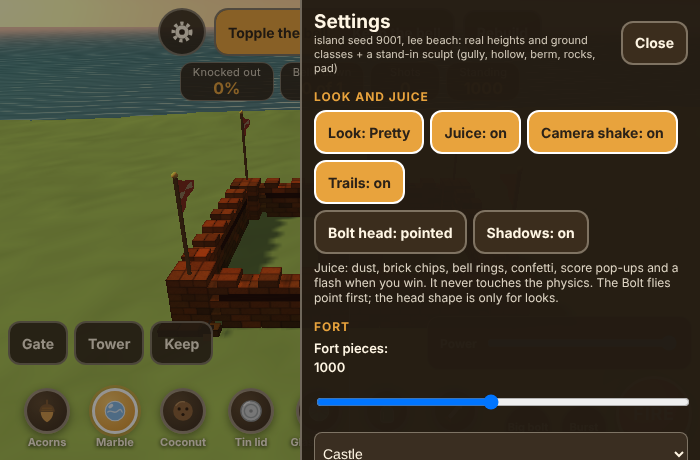 Topple the
Knocked out
0%
Gate
Tower
Keep
Acorns
Marble
Coconut
Tin lid
Settings
island seed 9001, lee beach: real heights and ground
classes + a stand-in sculpt (gully, hollow, berm, rocks,
pad)
Close
LOOK AND JUICE
Look: Pretty
Juice: on
Camera shake: on
Trails: on
Bolt head: pointed
Shadows: on
Juice: dust, brick chips, bell rings, confetti, score pop-ups and a
flash when you win. It never touches the physics. The Bolt flies
point first; the head shape is only for looks.
FORT
Fort pieces:
1000
Castle